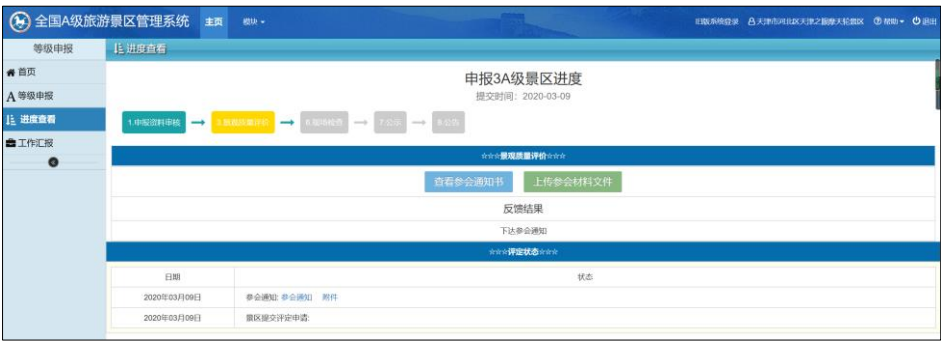 全国A级旅游景区管理系统 主页 模块
旧版系统登录 天津市河北区天津之眼摩天轮景区 帮助 退出
等级申报
进度查看
首页
等级申报
进度查看
工作汇报
申报3A级景区进度
提交时间: 2020-03-09
1.申报资料审核 → 3.景观质量评价 → 6.现场检查 → 7.公示 → 8.公告
☆☆☆景观质量评价☆☆☆
查看参会通知书 上传参会材料文件
反馈结果
下达参会通知
☆☆☆评定状态☆☆☆
日期 状态
2020年03月09日 参会通知: 参会通知 附件
2020年03月09日 景区提交评定申请: